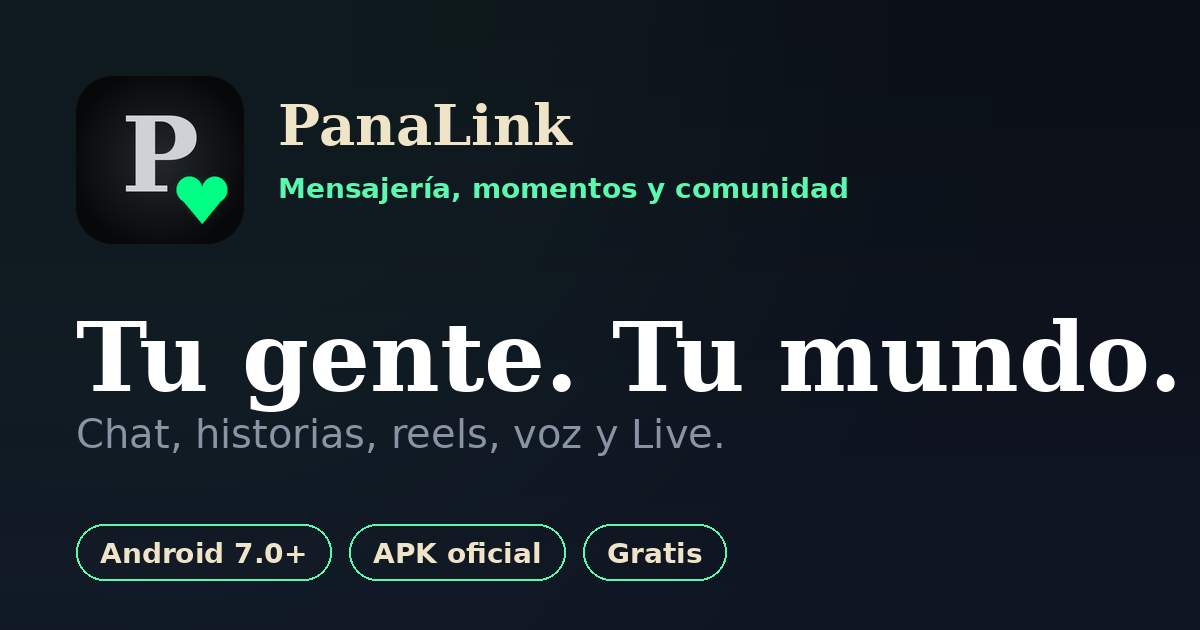 P
PanaLink
Mensajería, momentos y comunidad
Tu gente. Tu mundo.
Chat, historias, reels, voz y Live.
Android 7.0+
APK oficial
Gratis